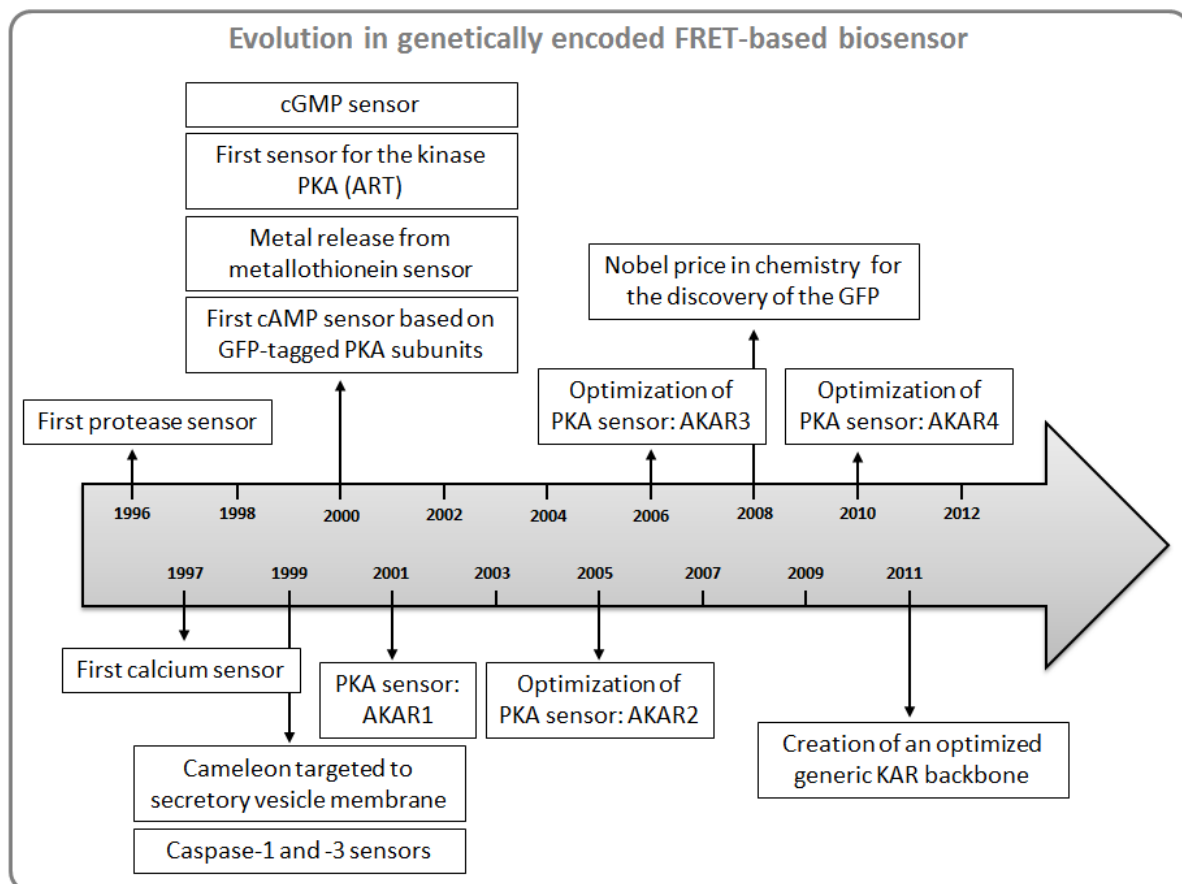 Evolution in genetically encoded FRET-based biosensor
cGMP sensor
First sensor for the kinase
PKA (ART)
Metal release from
metallothionein sensor
First cAMP sensor based on
GFP-tagged PKA subunits
Nobel price in chemistry for
the discovery of the GFP
First protease sensor
Optimization of
PKA sensor: AKAR3
Optimization of
PKA sensor: AKAR4
1996 1998 2000 2002 2004 2006 2008 2010 2012
1997 1999 2001 2003 2005 2007 2009 2011
First calcium sensor
PKA sensor:
AKAR1
Optimization of
PKA sensor: AKAR2
Cameleon targeted to
secretory vesicle membrane
Caspase-1 and -3 sensors
Creation of an optimized
generic KAR backbone